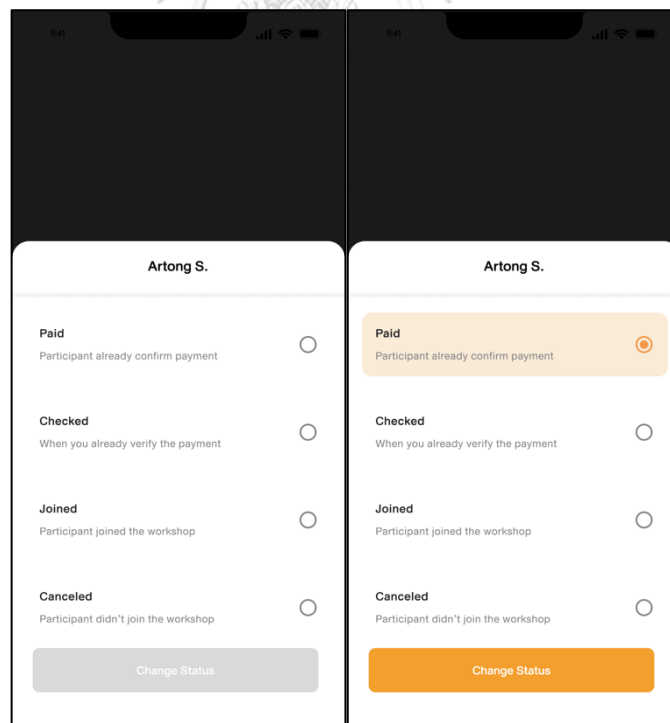 9:41
Artong S.
Paid
Participant already confirm payment
Checked
When you already verify the payment
Joined
Participant joined the workshop
Canceled
Participant didn't join the workshop
Change Status
9:41
Artong S.
Paid
Participant already confirm payment
Checked
When you already verify the payment
Joined
Participant joined the workshop
Canceled
Participant didn't join the workshop
Change Status